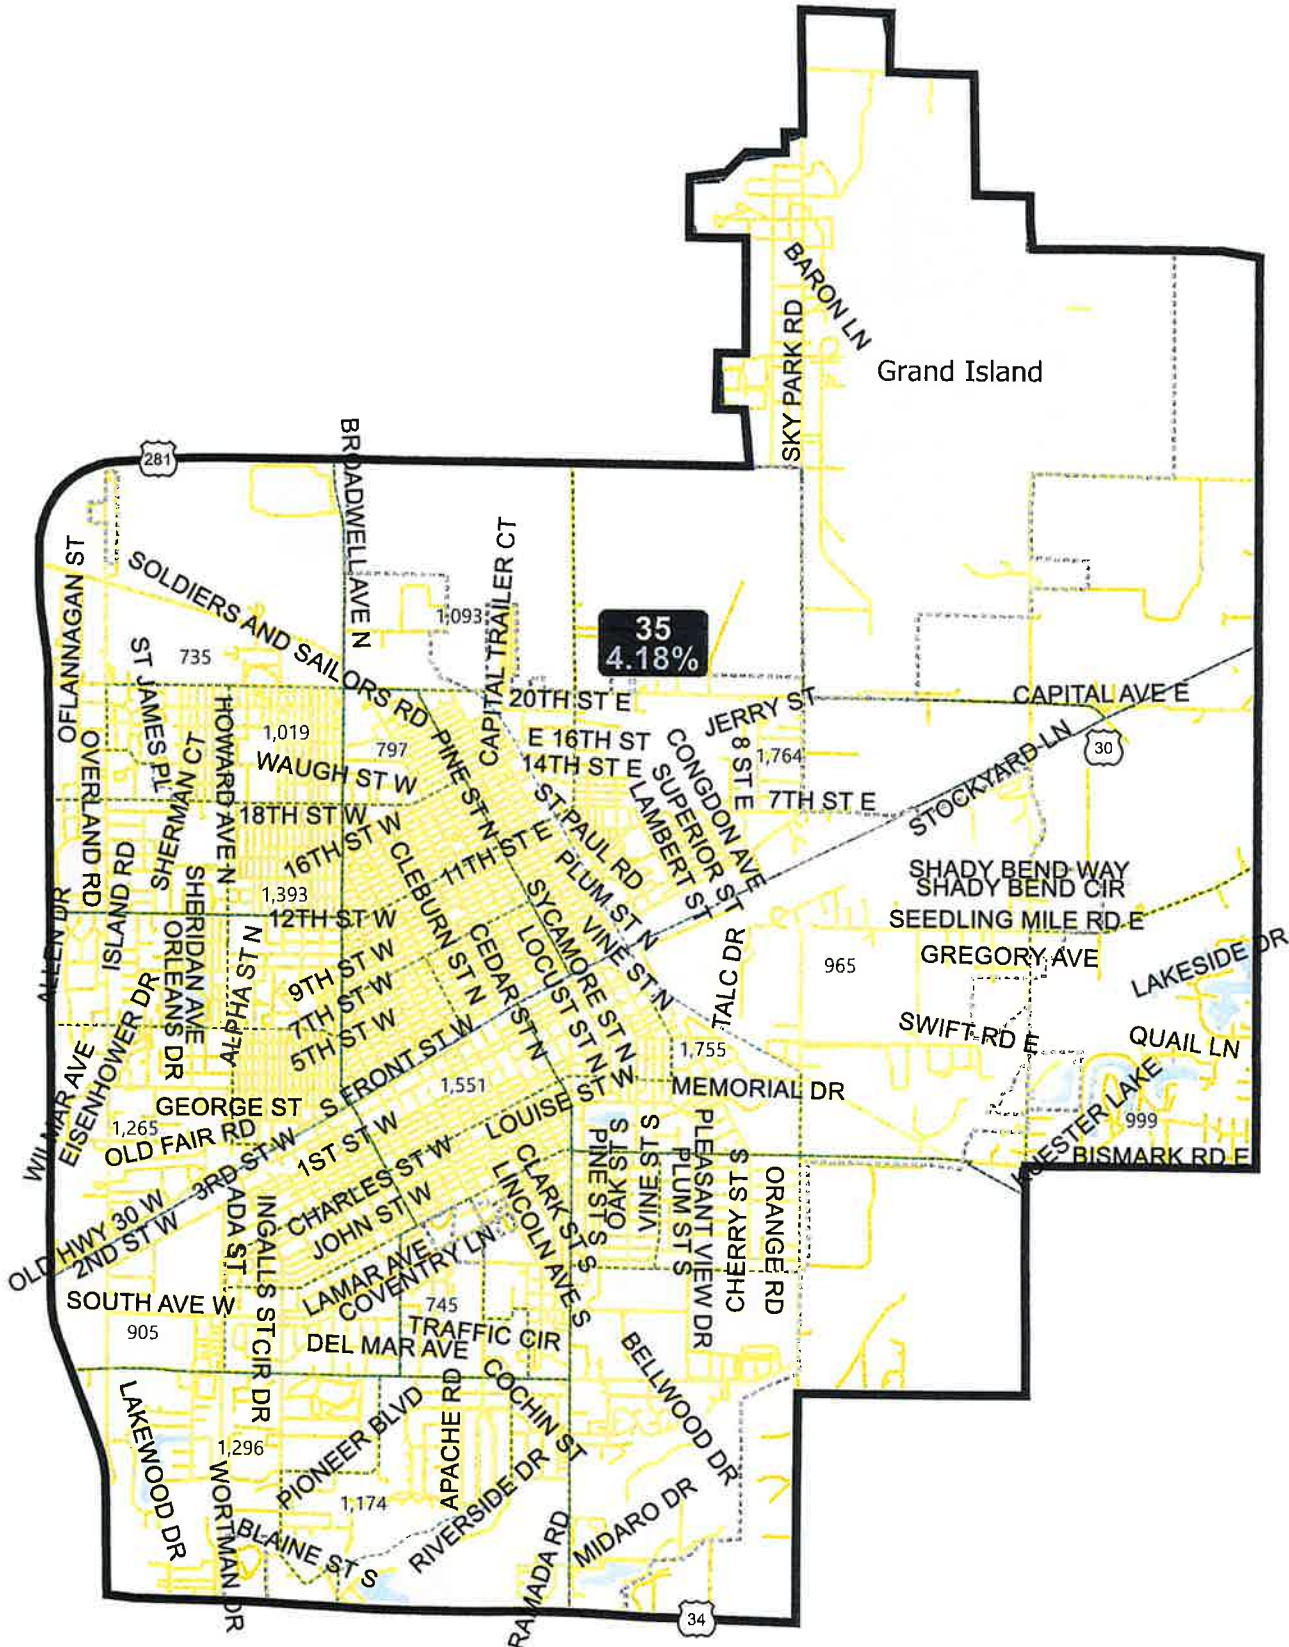 BARON LN
SKY PARK RD
Grand Island
281
BROADWELL AVE N
OFLANNAGAN ST
SOLDIERS AND SAILORS RD
CAPITAL TRAILER CT
1,093
35
4.18%
735
ST JAMES PL
20TH ST E
CAPITAL AVE E
JERRY ST
HOWARD AVE N
1,019
797
E 16TH ST
14TH ST E
8 ST E
1,764
30
OVERLAND RD
SHERMAN CT
WAUGH ST W
PINE ST N
CONGDON AVE
SUPERIOR ST
LAMBERT ST
7TH ST E
STOCKYARD LN
18TH ST W
16TH ST W
ST PAUL RD
11TH ST E
CLEBURN ST N
PLUM ST N
ISLAND RD
SHERIDAN AVE
1,393
SHADY BEND WAY
SHADY BEND CIR
ALLEN DR
ORLEANS DR
12TH ST W
SYCAMORE ST N
VINE ST N
SEEDLING MILE RD E
ALPHA ST N
9TH ST W
CEDAR ST N
LOCUST ST N
TALC DR
965
GREGORY AVE
LAKESIDE DR
EISENHOWER DR
7TH ST W
5TH ST W
SWIFT RD E
QUAIL LN
WILMAR AVE
S FRONT ST W
1,755
1,551
MEMORIAL DR
GEORGE ST
LOUISE ST W
KUESTER LAKE
999
1,265
OLD FAIR RD
1ST ST W
3RD ST W
PINE ST S
OAK ST S
VINE ST S
PLUM ST S
PLEASANT VIEW DR
CHERRY ST S
ORANGE RD
BISMARK RD E
CHARLES ST W
CLARK ST S
LINCOLN AVE S
OLD HWY 30 W
2ND ST W
ADA ST
INGALLS ST
JOHN ST W
LAMAR AVE
COVENTRY LN
SOUTH AVE W
905
745
TRAFFIC CIR
DEL MAR AVE
CIR DR
BELLWOOD DR
COCHIN ST
APACHE RD
PIONEER BLVD
LAKEWOOD DR
1,296
WORTMAN DR
1,174
RIVERSIDE DR
MIDARO DR
BLAINE ST S
RAMADA RD
34